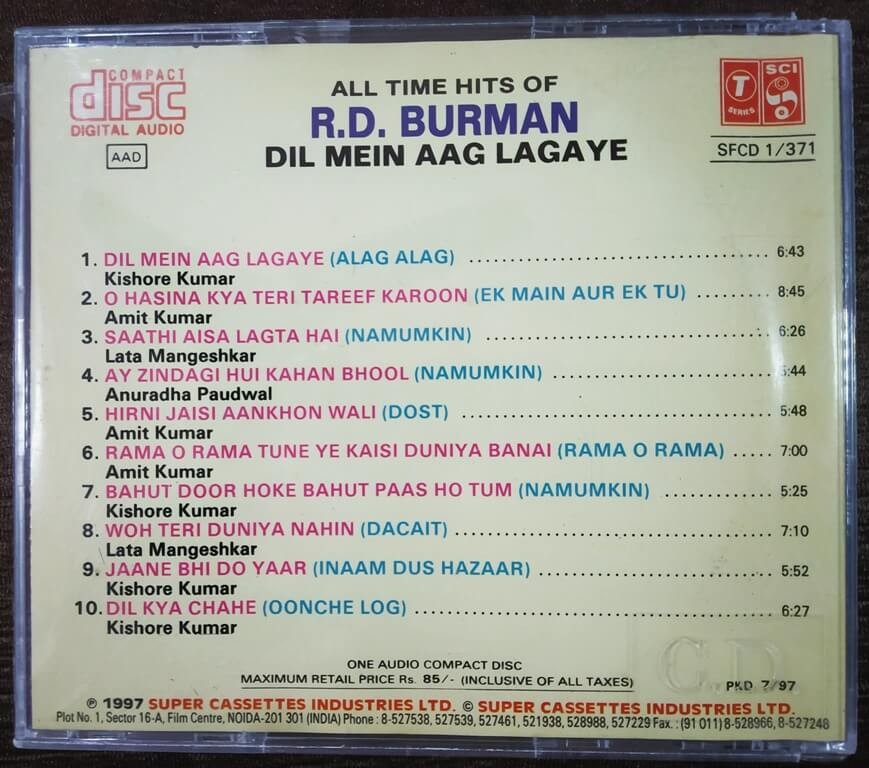 COMPACT
disc
DIGITAL AUDIO
AAD
ALL TIME HITS OF
R.D. BURMAN
DIL MEIN AAG LAGAYE
T
SERIES
SCI
SFCD 1/371
1. DIL MEIN AAG LAGAYE (ALAG ALAG) ........ 6:43
Kishore Kumar
2. O HASINA KYA TERI TAREEF KAROON (EK MAIN AUR EK TU) ........ 8:45
Amit Kumar
3. SAATHI AISA LAGTA HAI (NAMUMKIN) ........ 6:26
Lata Mangeshkar
4. AY ZINDAGI HUI KAHAN BHOOL (NAMUMKIN) ........
Anuradha Paudwal
5. HIRNI JAISI AANKHON WALI (DOST) ........ 5:48
Amit Kumar
6. RAMA O RAMA TUNE YE KAISI DUNIYA BANAI (RAMA O RAMA) ..... 7:00
Amit Kumar
7. BAHUT DOOR HOKE BAHUT PAAS HO TUM (NAMUMKIN) ........ 5:25
Kishore Kumar
8. WOH TERI DUNIYA NAHIN (DACAIT) ........ 7:10
Lata Mangeshkar
9. JAANE BHI DO YAAR (INAAM DUS HAZAAR) ........ 5:52
Kishore Kumar
10. DIL KYA CHAHE (OONCHE LOG) ........ 6:27
Kishore Kumar
C.D.
ONE AUDIO COMPACT DISC
MAXIMUM RETAIL PRICE Rs. 85/- (INCLUSIVE OF ALL TAXES)
PKD 7/97
℗ 1997 SUPER CASSETTES INDUSTRIES LTD. © SUPER CASSETTES INDUSTRIES LTD.
Plot No. 1, Sector 16-A, Film Centre, NOIDA-201 301 (INDIA) Phone : 8-527538, 527539, 527461, 521938, 528988, 527229 Fax. : (91 011) 8-528966, 8-527248